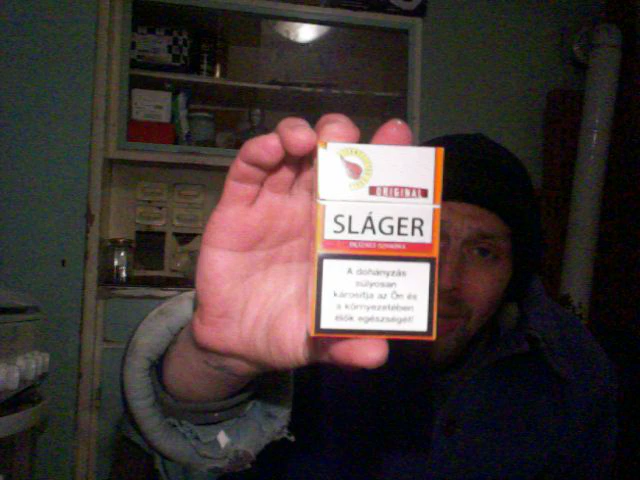 ORIGINAL
SLÁGER
A dohányzás
súlyosan
károsítja az Ön és
a környezetében
élők egészségét!